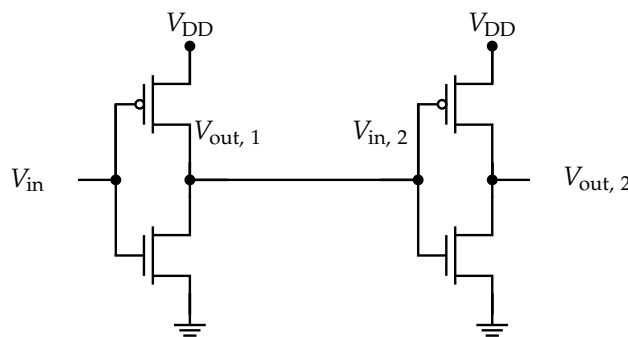 V_DD
V_DD
V_out, 1
V_in, 2
V_in
V_out, 2